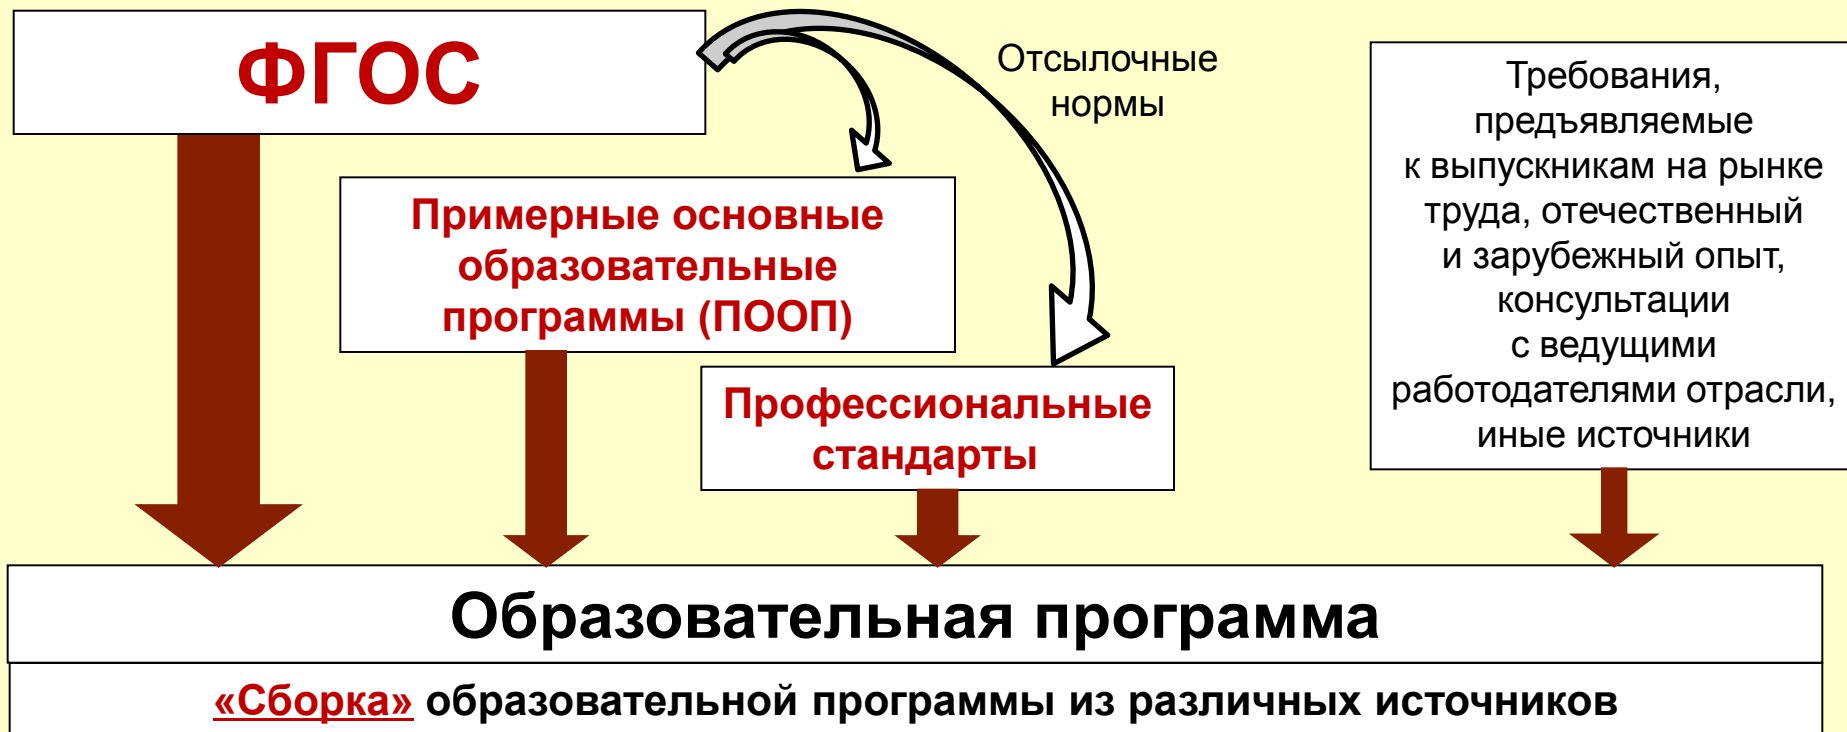 ФГОС
Отсылочные
нормы
Требования,
предъявляемые
к выпускникам на рынке
труда, отечественный
и зарубежный опыт,
консультации
с ведущими
работодателями отрасли,
иные источники
Примерные основные
образовательные
программы (ПООП)
Профессиональные
стандарты
Образовательная программа
«Сборка» образовательной программы из различных источников